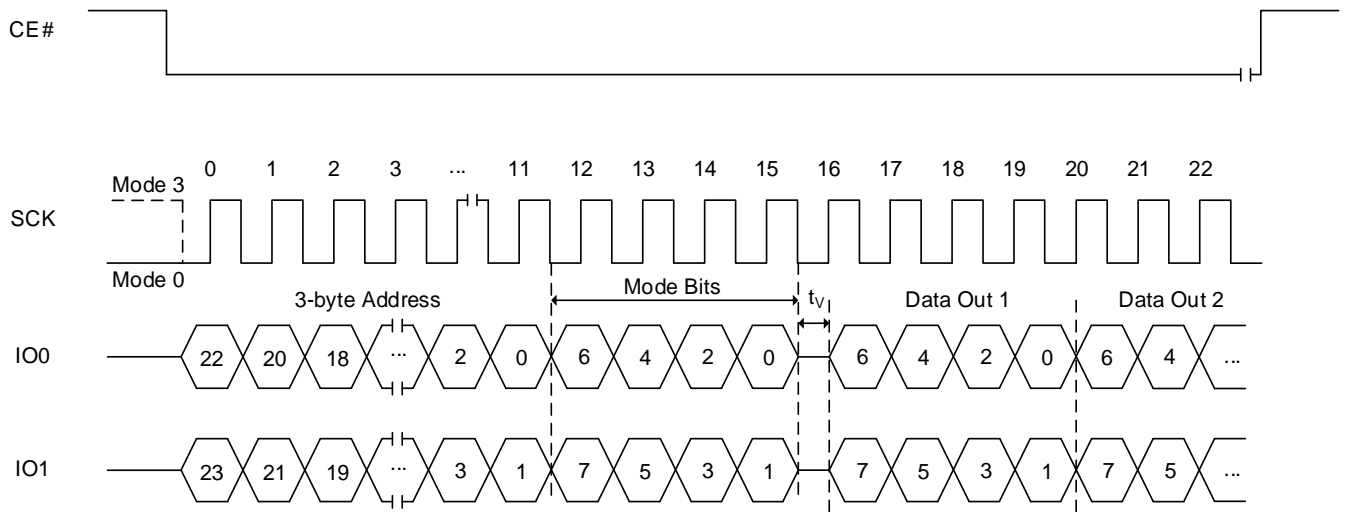 CE#
0 1 2 3 ... 11 12 13 14 15 16 17 18 19 20 21 22
Mode 3
SCK
Mode 0
3-byte Address Mode Bits tV Data Out 1 Data Out 2
IO0 22 20 18 ... 2 0 6 4 2 0 6 4 2 0 6 4 ...
IO1 23 21 19 ... 3 1 7 5 3 1 7 5 3 1 7 5 ...